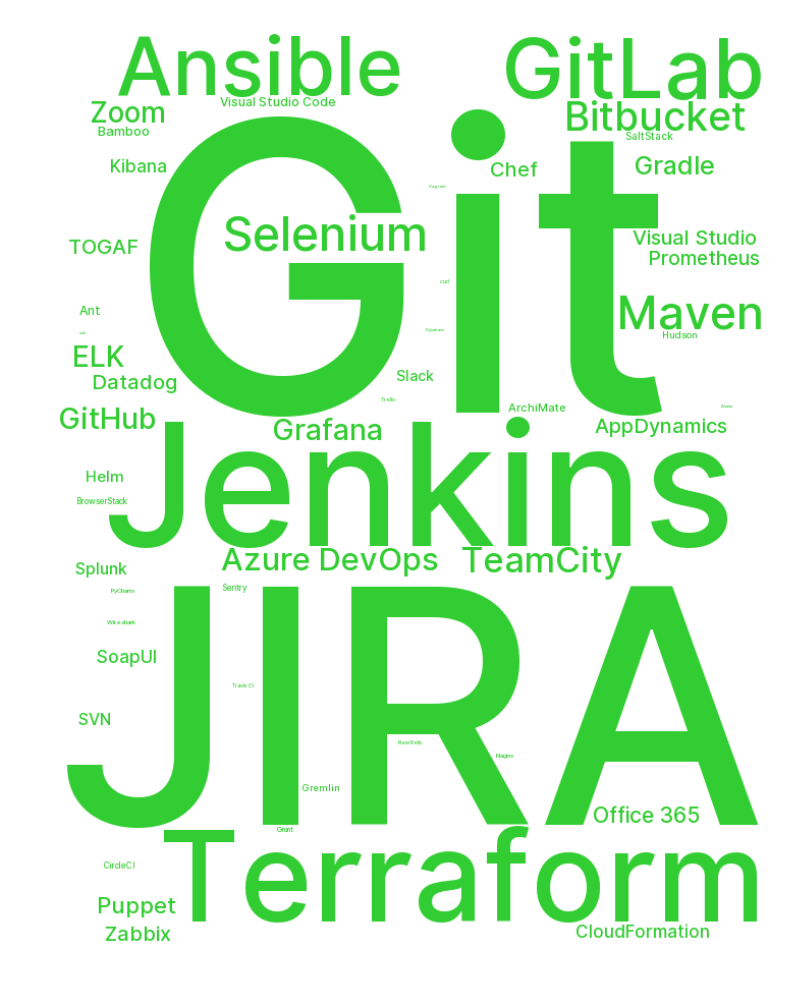 Ansible
GitLab
Visual Studio Code
Zoom
Bitbucket
Bamboo
SaltStack
Git
Kibana
Chef
Gradle
Selenium
TOGAF
Visual Studio
Prometheus
curl
Ant
Maven
Hudson
ELK
Slack
Datadog
Trello
ArchiMate
GitHub
AppDynamics
Grafana
Jenkins
Helm
BrowserStack
Azure DevOps
TeamCity
Splunk
Sentry
PyCharm
JIRA
Wireshark
SoapUI
Travis CI
SVN
Nagios
Gremlin
Office 365
Grunt
Terraform
CircleCI
Puppet
Zabbix
CloudFormation